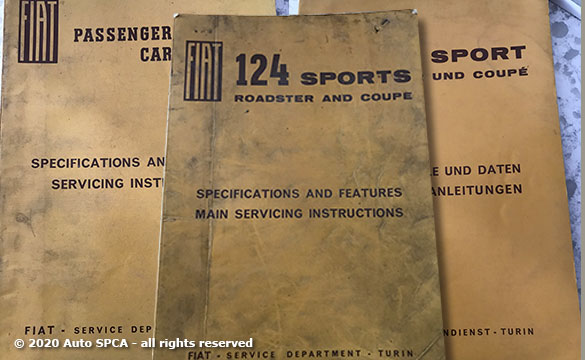 FIAT
PASSENGER
CAR
SPECIFICATIONS AN
SERVICING INST
FIAT - SERVICE DEP
FIAT
124 SPORTS
ROADSTER AND COUPE
SPECIFICATIONS AND FEATURES
MAIN SERVICING INSTRUCTIONS
FIAT - SERVICE DEPARTMENT - TURIN
SPORT
UND COUPÉ
E UND DATEN
ANLEITUNGEN
NDIENST - TURIN
© 2020 Auto SPCA - all rights reserved